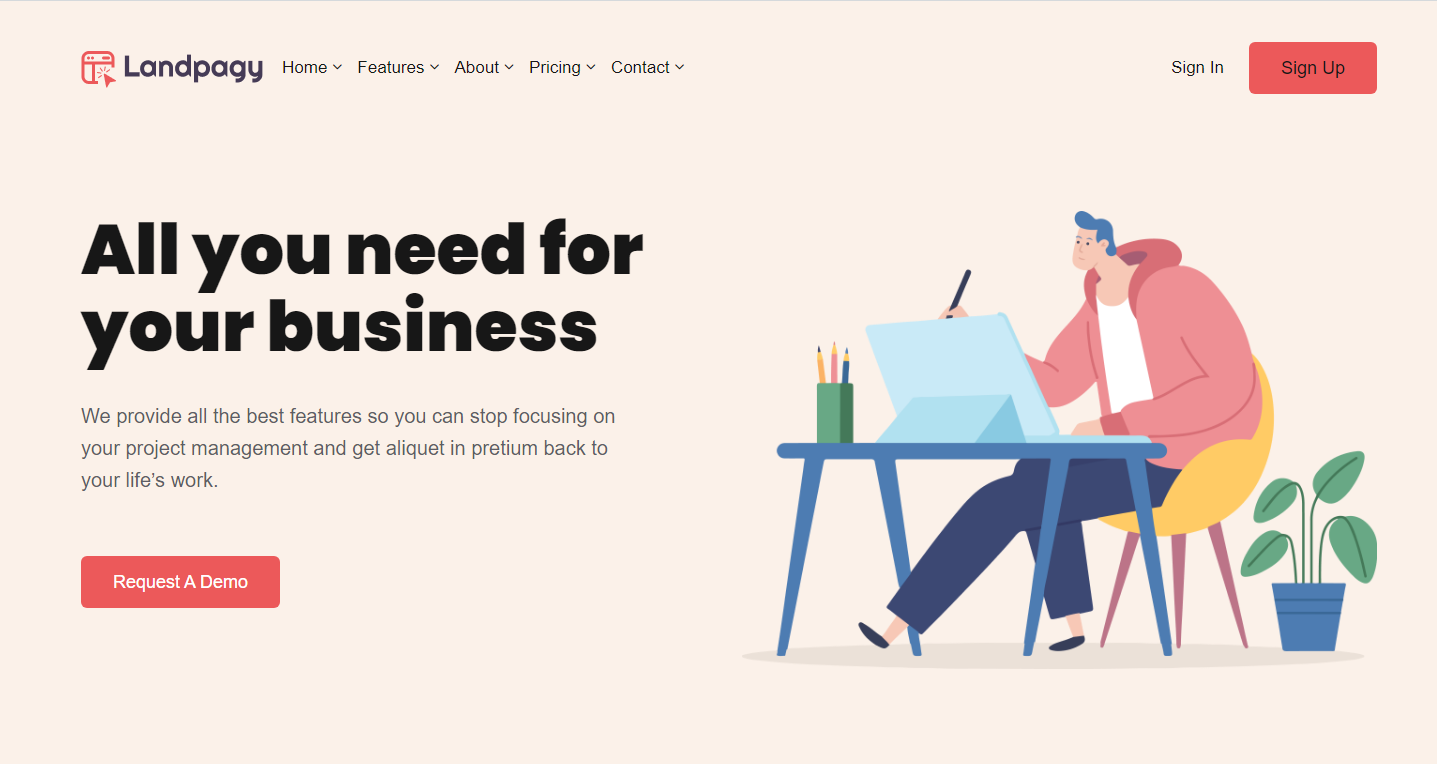 Landpagy Home Features About Pricing Contact Sign In Sign Up
All you need for
your business
We provide all the best features so you can stop focusing on
your project management and get aliquet in pretium back to
your life’s work.
Request A Demo